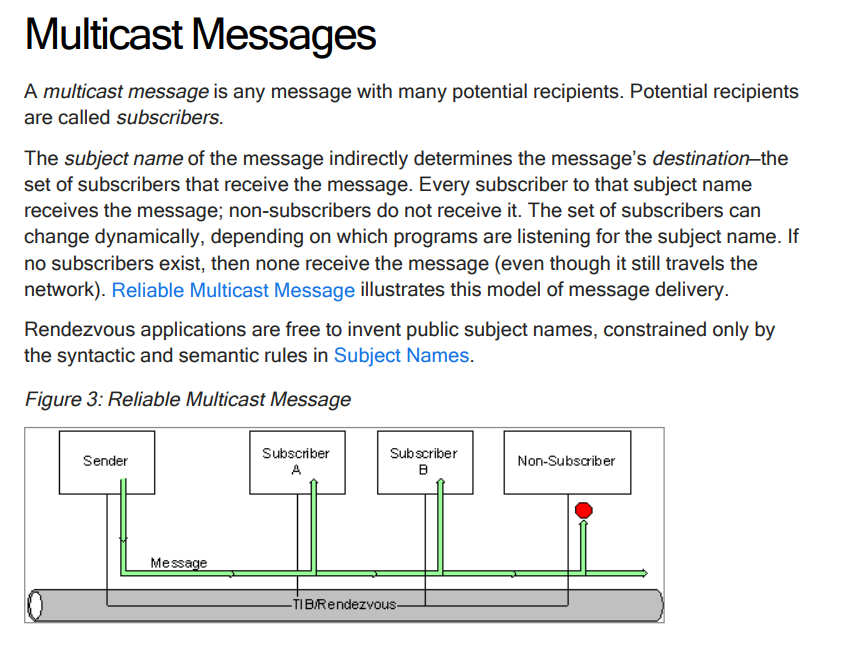 Multicast Messages
A multicast message is any message with many potential recipients. Potential recipients
are called subscribers.
The subject name of the message indirectly determines the message’s destination—the
set of subscribers that receive the message. Every subscriber to that subject name
receives the message; non-subscribers do not receive it. The set of subscribers can
change dynamically, depending on which programs are listening for the subject name. If
no subscribers exist, then none receive the message (even though it still travels the
network). Reliable Multicast Message illustrates this model of message delivery.
Rendezvous applications are free to invent public subject names, constrained only by
the syntactic and semantic rules in Subject Names.
Figure 3: Reliable Multicast Message
Sender
Subscriber
A
Subscriber
B
Non-Subscriber
Message
TIB/Rendezvous